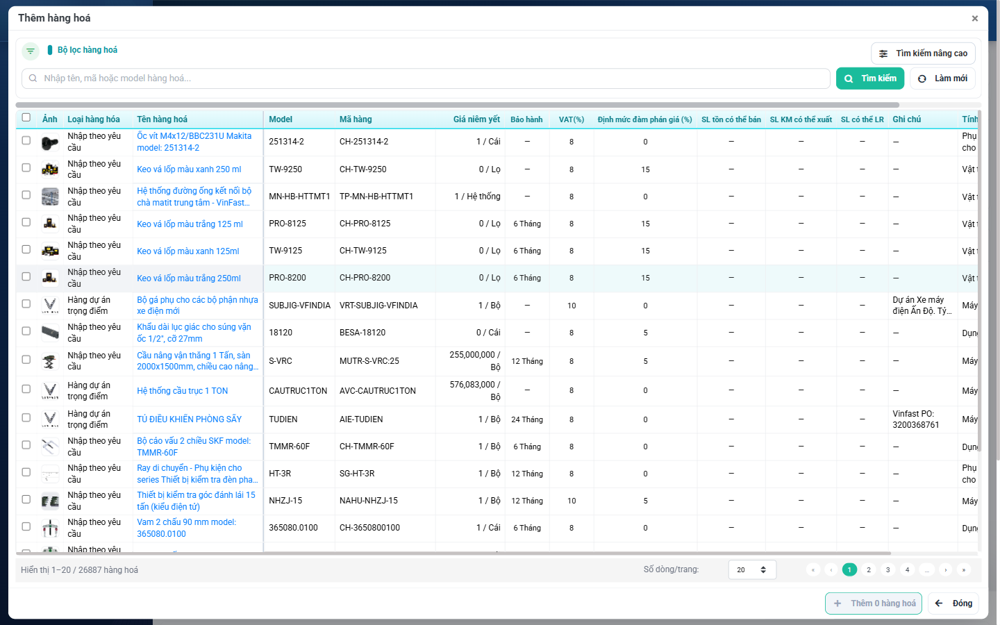 Thêm hàng hoá
×
Bộ lọc hàng hoá
Tìm kiếm nâng cao
Nhập tên, mã hoặc model hàng hoá...
Tìm kiếm
Làm mới
Ảnh Loại hàng hóa Tên hàng hoá Model Mã hàng Giá niêm yết Bảo hành VAT(%) Định mức đàm phán giá (%) SL tồn có thể bán SL KM có thể xuất SL có thể LR Ghi chú Tính
Nhập theo yêu cầu Ốc vít M4x12/BBC231U Makita model: 251314-2 251314-2 CH-251314-2 1 / Cái — 8 0 — — — — Phụ cho
Nhập theo yêu cầu Keo vá lốp màu xanh 250 ml TW-9250 CH-TW-9250 0 / Lọ — 8 15 — — — — Vật
Nhập theo yêu cầu Hệ thống đường ống kết nối bộ chà matit trung tâm - VinFast... MN-HB-HTTMT1 TP-MN-HB-HTTMT1 1 / Hệ thống — 8 0 — — — — Vật
Nhập theo yêu cầu Keo vá lốp màu trắng 125 ml PRO-8125 CH-PRO-8125 0 / Lọ 6 Tháng 8 15 — — — — Vật
Nhập theo yêu cầu Keo vá lốp màu xanh 125ml TW-9125 CH-TW-9125 0 / Lọ 6 Tháng 8 15 — — — — Vật
Nhập theo yêu cầu Keo vá lốp màu trắng 250ml PRO-8200 CH-PRO-8200 0 / Lọ 6 Tháng 8 15 — — — — Vật
Hàng dự án trọng điểm Bộ gá phụ cho các bộ phận nhựa xe điện mới SUBJIG-VFINDIA VRT-SUBJIG-VFINDIA 1 / Bộ — 10 0 — — — Dự án Xe máy điện Ấn Độ. Tỷ... Máy
Nhập theo yêu cầu Khẩu dài lục giác cho súng vặn ốc 1/2", cỡ 27mm 18120 BESA-18120 0 / Cái — 8 5 — — — — Dụng
Nhập theo yêu cầu Cầu nâng vận thăng 1 Tấn, sàn 2000x1500mm, chiều cao nâng... S-VRC MUTR-S-VRC:25 255,000,000 / Bộ 12 Tháng 8 5 — — — — Máy
Hàng dự án trọng điểm Hệ thống cầu trục 1 TON CAUTRUC1TON AVC-CAUTRUC1TON 576,083,000 / Bộ — 8 0 — — — — Máy
Hàng dự án trọng điểm TỦ ĐIỀU KHIỂN PHÒNG SẤY TUDIEN AIE-TUDIEN 1 / Bộ 24 Tháng 8 0 — — — Vinfast PO: 3200368761 Máy
Nhập theo yêu cầu Bộ cảo vấu 2 chiều SKF model: TMMR-60F TMMR-60F CH-TMMR-60F 1 / Bộ 6 Tháng 8 0 — — — — Dụng
Nhập theo yêu cầu Ray di chuyển - Phụ kiện cho series Thiết bị kiểm tra đèn pha... HT-3R SG-HT-3R 1 / Bộ 12 Tháng 8 0 — — — — Phụ cho
Nhập theo yêu cầu Thiết bị kiểm tra góc đánh lái 15 tấn (kiểu điện tử) NHZJ-15 NAHU-NHZJ-15 1 / Bộ 12 Tháng 10 5 — — — — Máy
Nhập theo yêu cầu Vam 2 chấu 90 mm model: 365080.0100 365080.0100 CH-3650800100 1 / Cái 6 Tháng 8 0 — — — — Dụng
Nhập theo yêu
Hiển thị 1–20 / 26887 hàng hoá
Số dòng/trang: 20
« ‹ 1 2 3 4 ... › »
Thêm 0 hàng hoá
Đóng